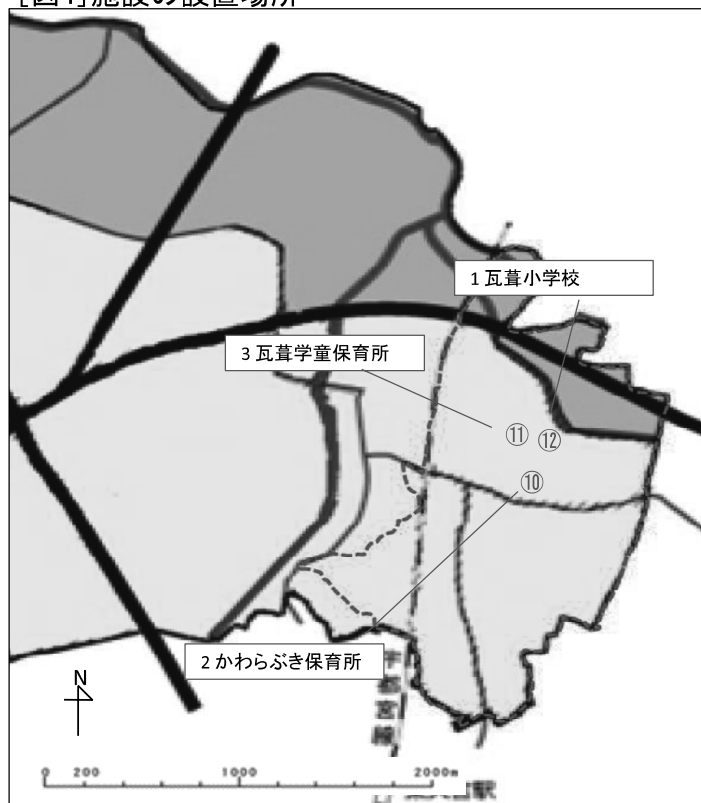 [図1]施設の設置場所
1 瓦葺小学校
3 瓦葺学童保育所
⑪ ⑫
⑩
2 かわらぶき保育所
N
宇都宮線
0 200 1000 2000m